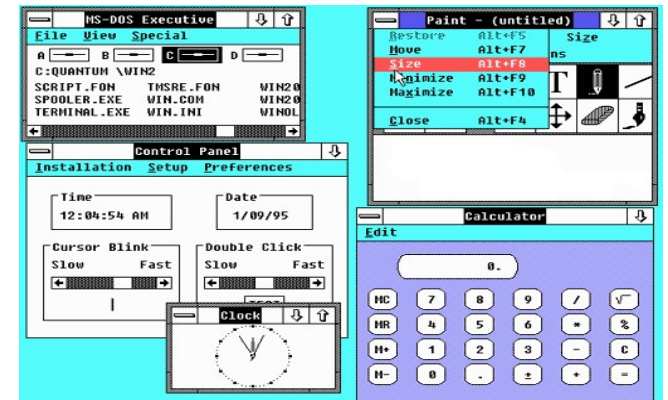 MS-DOS Executive
File View Special
A B C D
C:QUANTUM \WIN2
SCRIPT.FON TMSRE.FON WIN20
SPOOLER.EXE WIN.COM WIN20
TERMINAL.EXE WIN.INI WINOL
Paint - (untitled)
Restore Alt+F5 Size
Move Alt+F7 ns
Size Alt+F8
Minimize Alt+F9
Maximize Alt+F10
Close Alt+F4
T
Control Panel
Installation Setup Preferences
Time Date
12:04:54 AM 1/09/95
Cursor Blink Double Click
Slow Fast Slow Fast
Clock
Calculator
Edit
0.
MC 7 8 9 / √
MR 4 5 6 * %
M+ 1 2 3 - C
M- 0 . ± + =